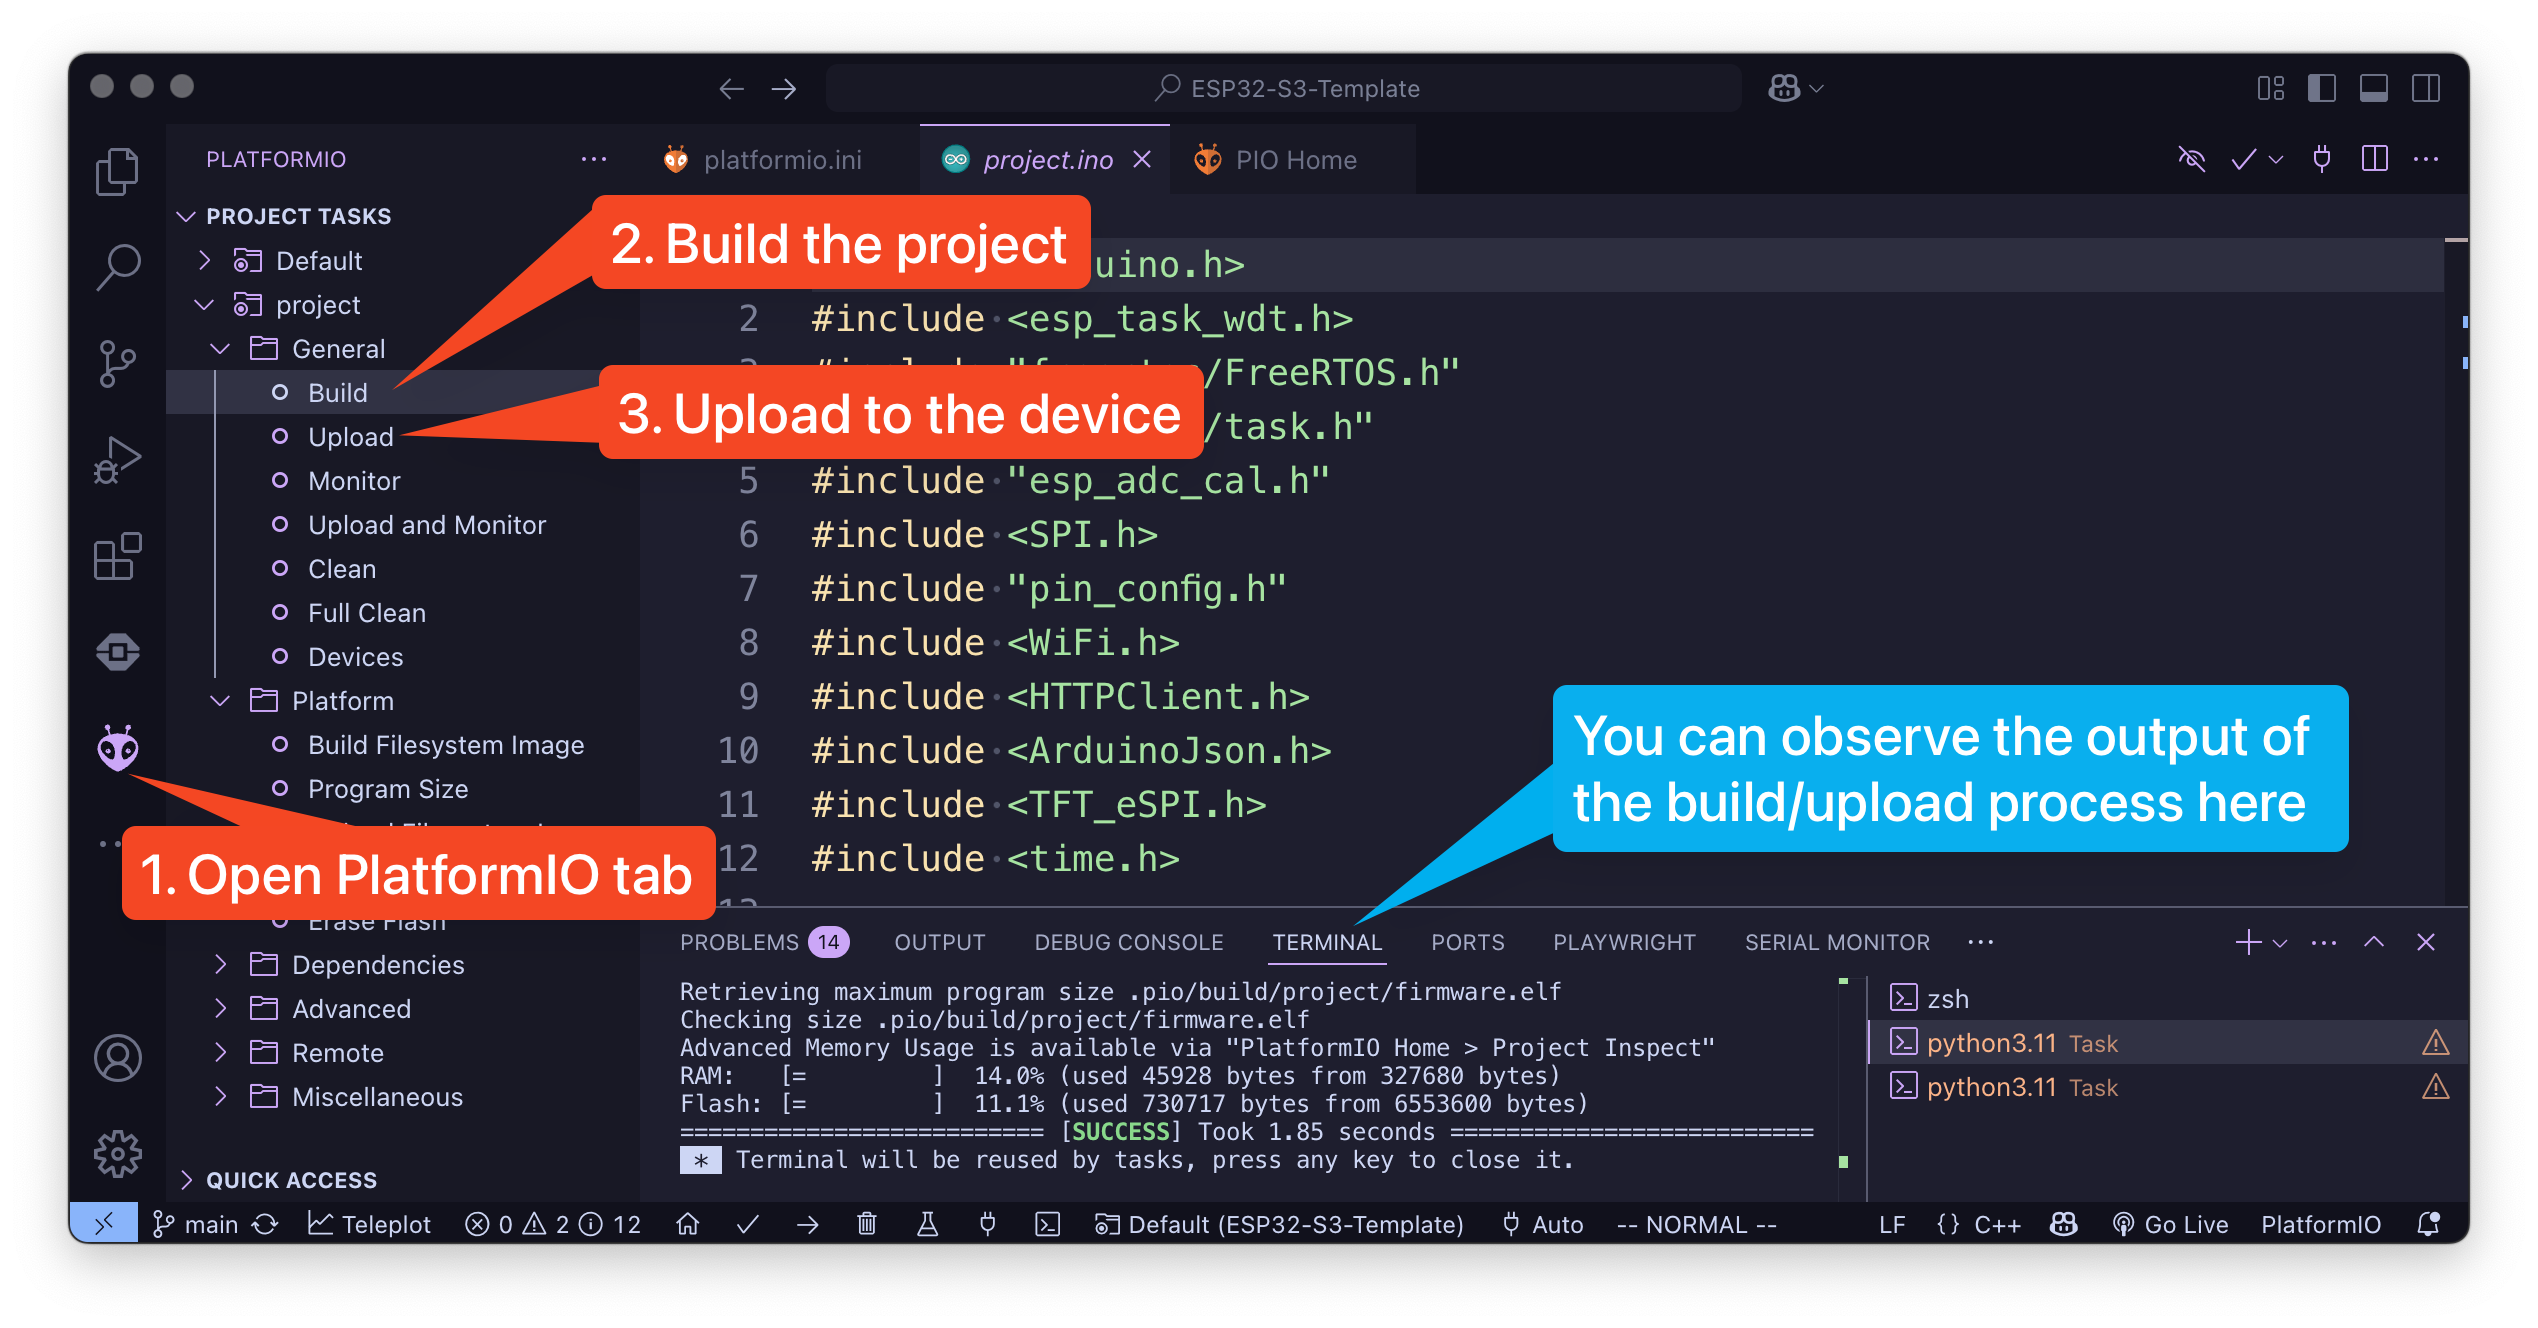 ESP32-S3-Template
PLATFORMIO
platformio.ini
project.ino
PIO Home
PROJECT TASKS
Default
project
General
Build
Upload
Monitor
Upload and Monitor
Clean
Full Clean
Devices
Platform
Build Filesystem Image
Program Size
Erase Flash
Dependencies
Advanced
Remote
Miscellaneous
QUICK ACCESS
2. Build the project
3. Upload to the device
1. Open PlatformIO tab
You can observe the output of
the build/upload process here
uino.h>
2 #include <esp_task_wdt.h>
/FreeRTOS.h"
/task.h"
5 #include "esp_adc_cal.h"
6 #include <SPI.h>
7 #include "pin_config.h"
8 #include <WiFi.h>
9 #include <HTTPClient.h>
10 #include <ArduinoJson.h>
11 #include <TFT_eSPI.h>
12 #include <time.h>
PROBLEMS 14 OUTPUT DEBUG CONSOLE TERMINAL PORTS PLAYWRIGHT SERIAL MONITOR
Retrieving maximum program size .pio/build/project/firmware.elf
Checking size .pio/build/project/firmware.elf
Advanced Memory Usage is available via "PlatformIO Home > Project Inspect"
RAM: [= ] 14.0% (used 45928 bytes from 327680 bytes)
Flash: [= ] 11.1% (used 730717 bytes from 6553600 bytes)
========================== [SUCCESS] Took 1.85 seconds ==========================
* Terminal will be reused by tasks, press any key to close it.
zsh
python3.11 Task
python3.11 Task
main Teleplot 0 2 12 Default (ESP32-S3-Template) Auto -- NORMAL -- LF {} C++ Go Live PlatformIO